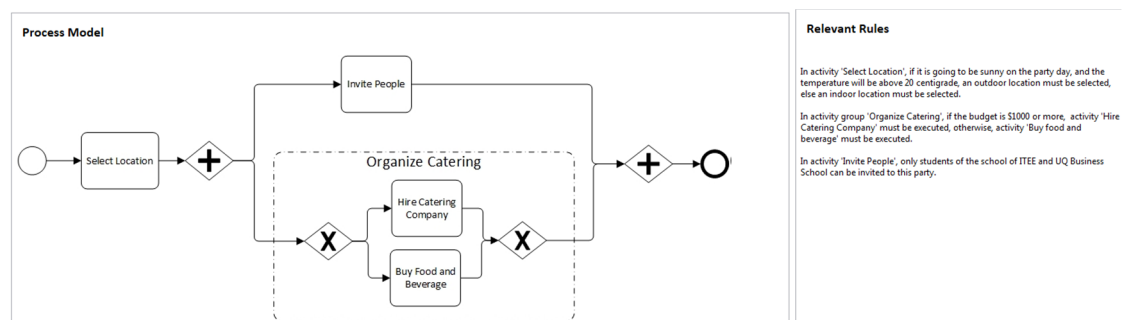 Process Model
Invite People
Select Location
Organize Catering
Hire Catering
Company
Buy Food and
Beverage
Relevant Rules
In activity 'Select Location', if it is going to be sunny on the party day, and the
temperature will be above 20 centigrade, an outdoor location must be selected,
else an indoor location must be selected.
In activity group 'Organize Catering', if the budget is $1000 or more, activity 'Hire
Catering Company' must be executed, otherwise, activity 'Buy food and
beverage' must be executed.
In activity 'Invite People', only students of the school of ITEE and UQ Business
School can be invited to this party.